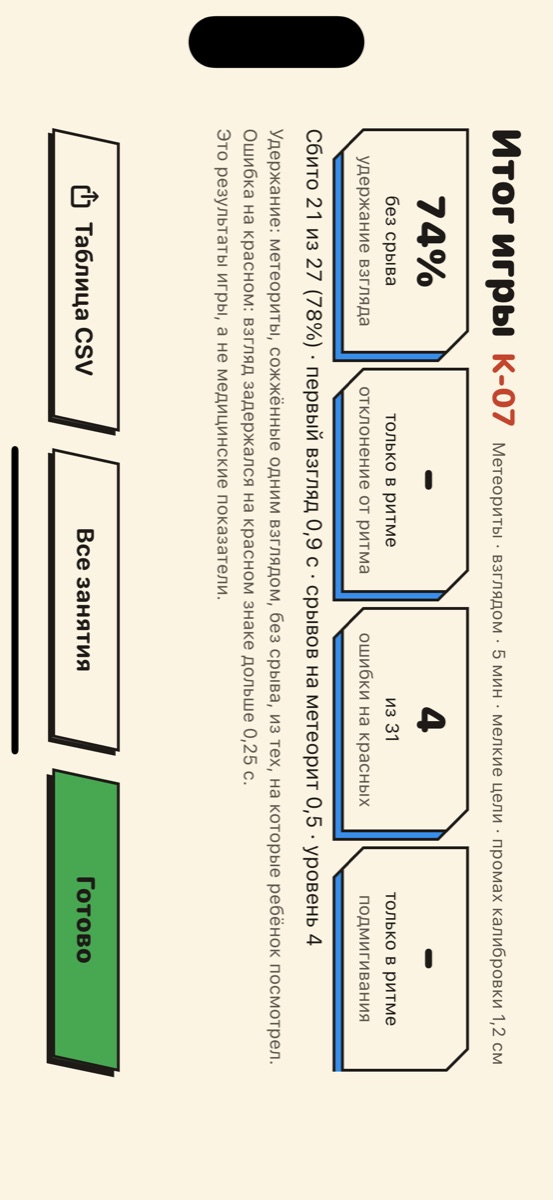 Итог игры К-07 Метеориты · взглядом · 5 мин · мелкие цели · промах калибровки 1,2 см
74%
без срыва
удержание взгляда
–
только в ритме
отклонение от ритма
4
из 31
ошибки на красных
–
только в ритме
подмигивания
Сбито 21 из 27 (78%) · первый взгляд 0,9 с · срывов на метеорит 0,5 · уровень 4
Удержание: метеориты, сожжённые одним взглядом, без срыва, из тех, на которые ребёнок посмотрел.
Ошибка на красном: взгляд задержался на красном знаке дольше 0,25 с.
Это результаты игры, а не медицинские показатели.
Таблица CSV
Все занятия
Готово